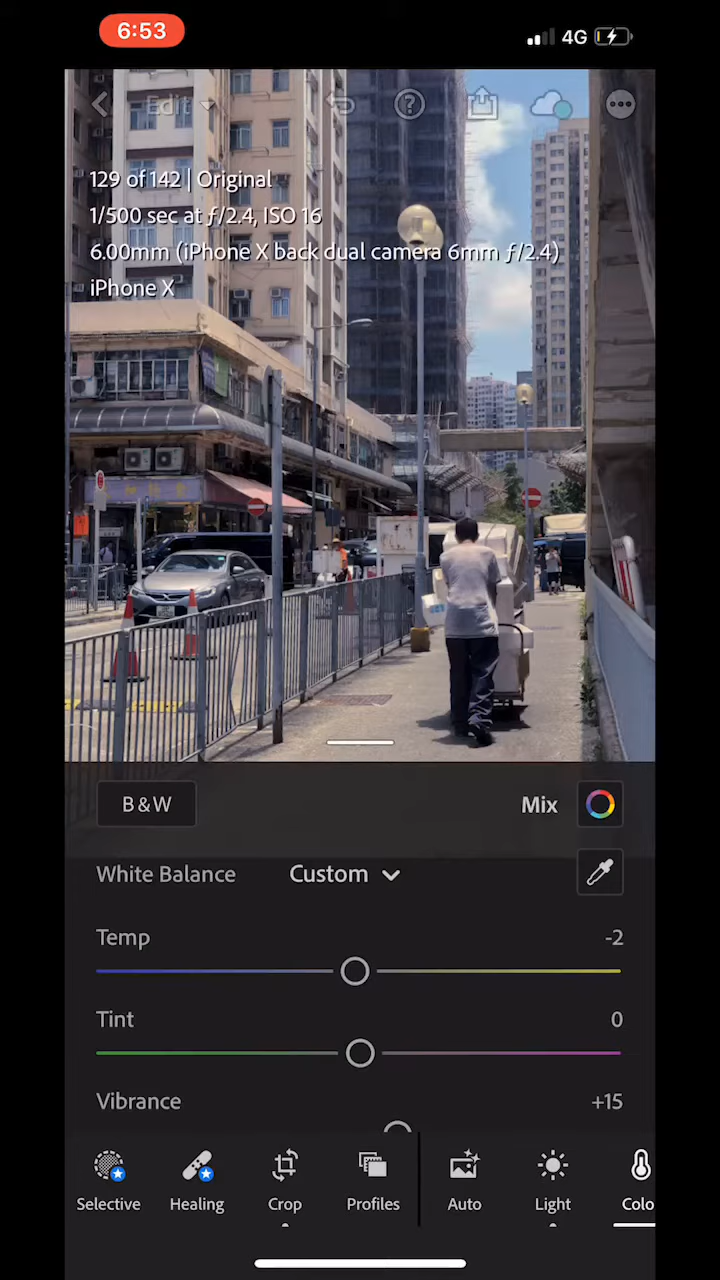 6:53
4G
Edit
129 of 142 | Original
1/500 sec at ƒ/2.4, ISO 16
6.00mm (iPhone X back dual camera 6mm ƒ/2.4)
iPhone X
B&W
Mix
White Balance Custom
Temp -2
Tint 0
Vibrance +15
Selective Healing Crop Profiles Auto Light Colo